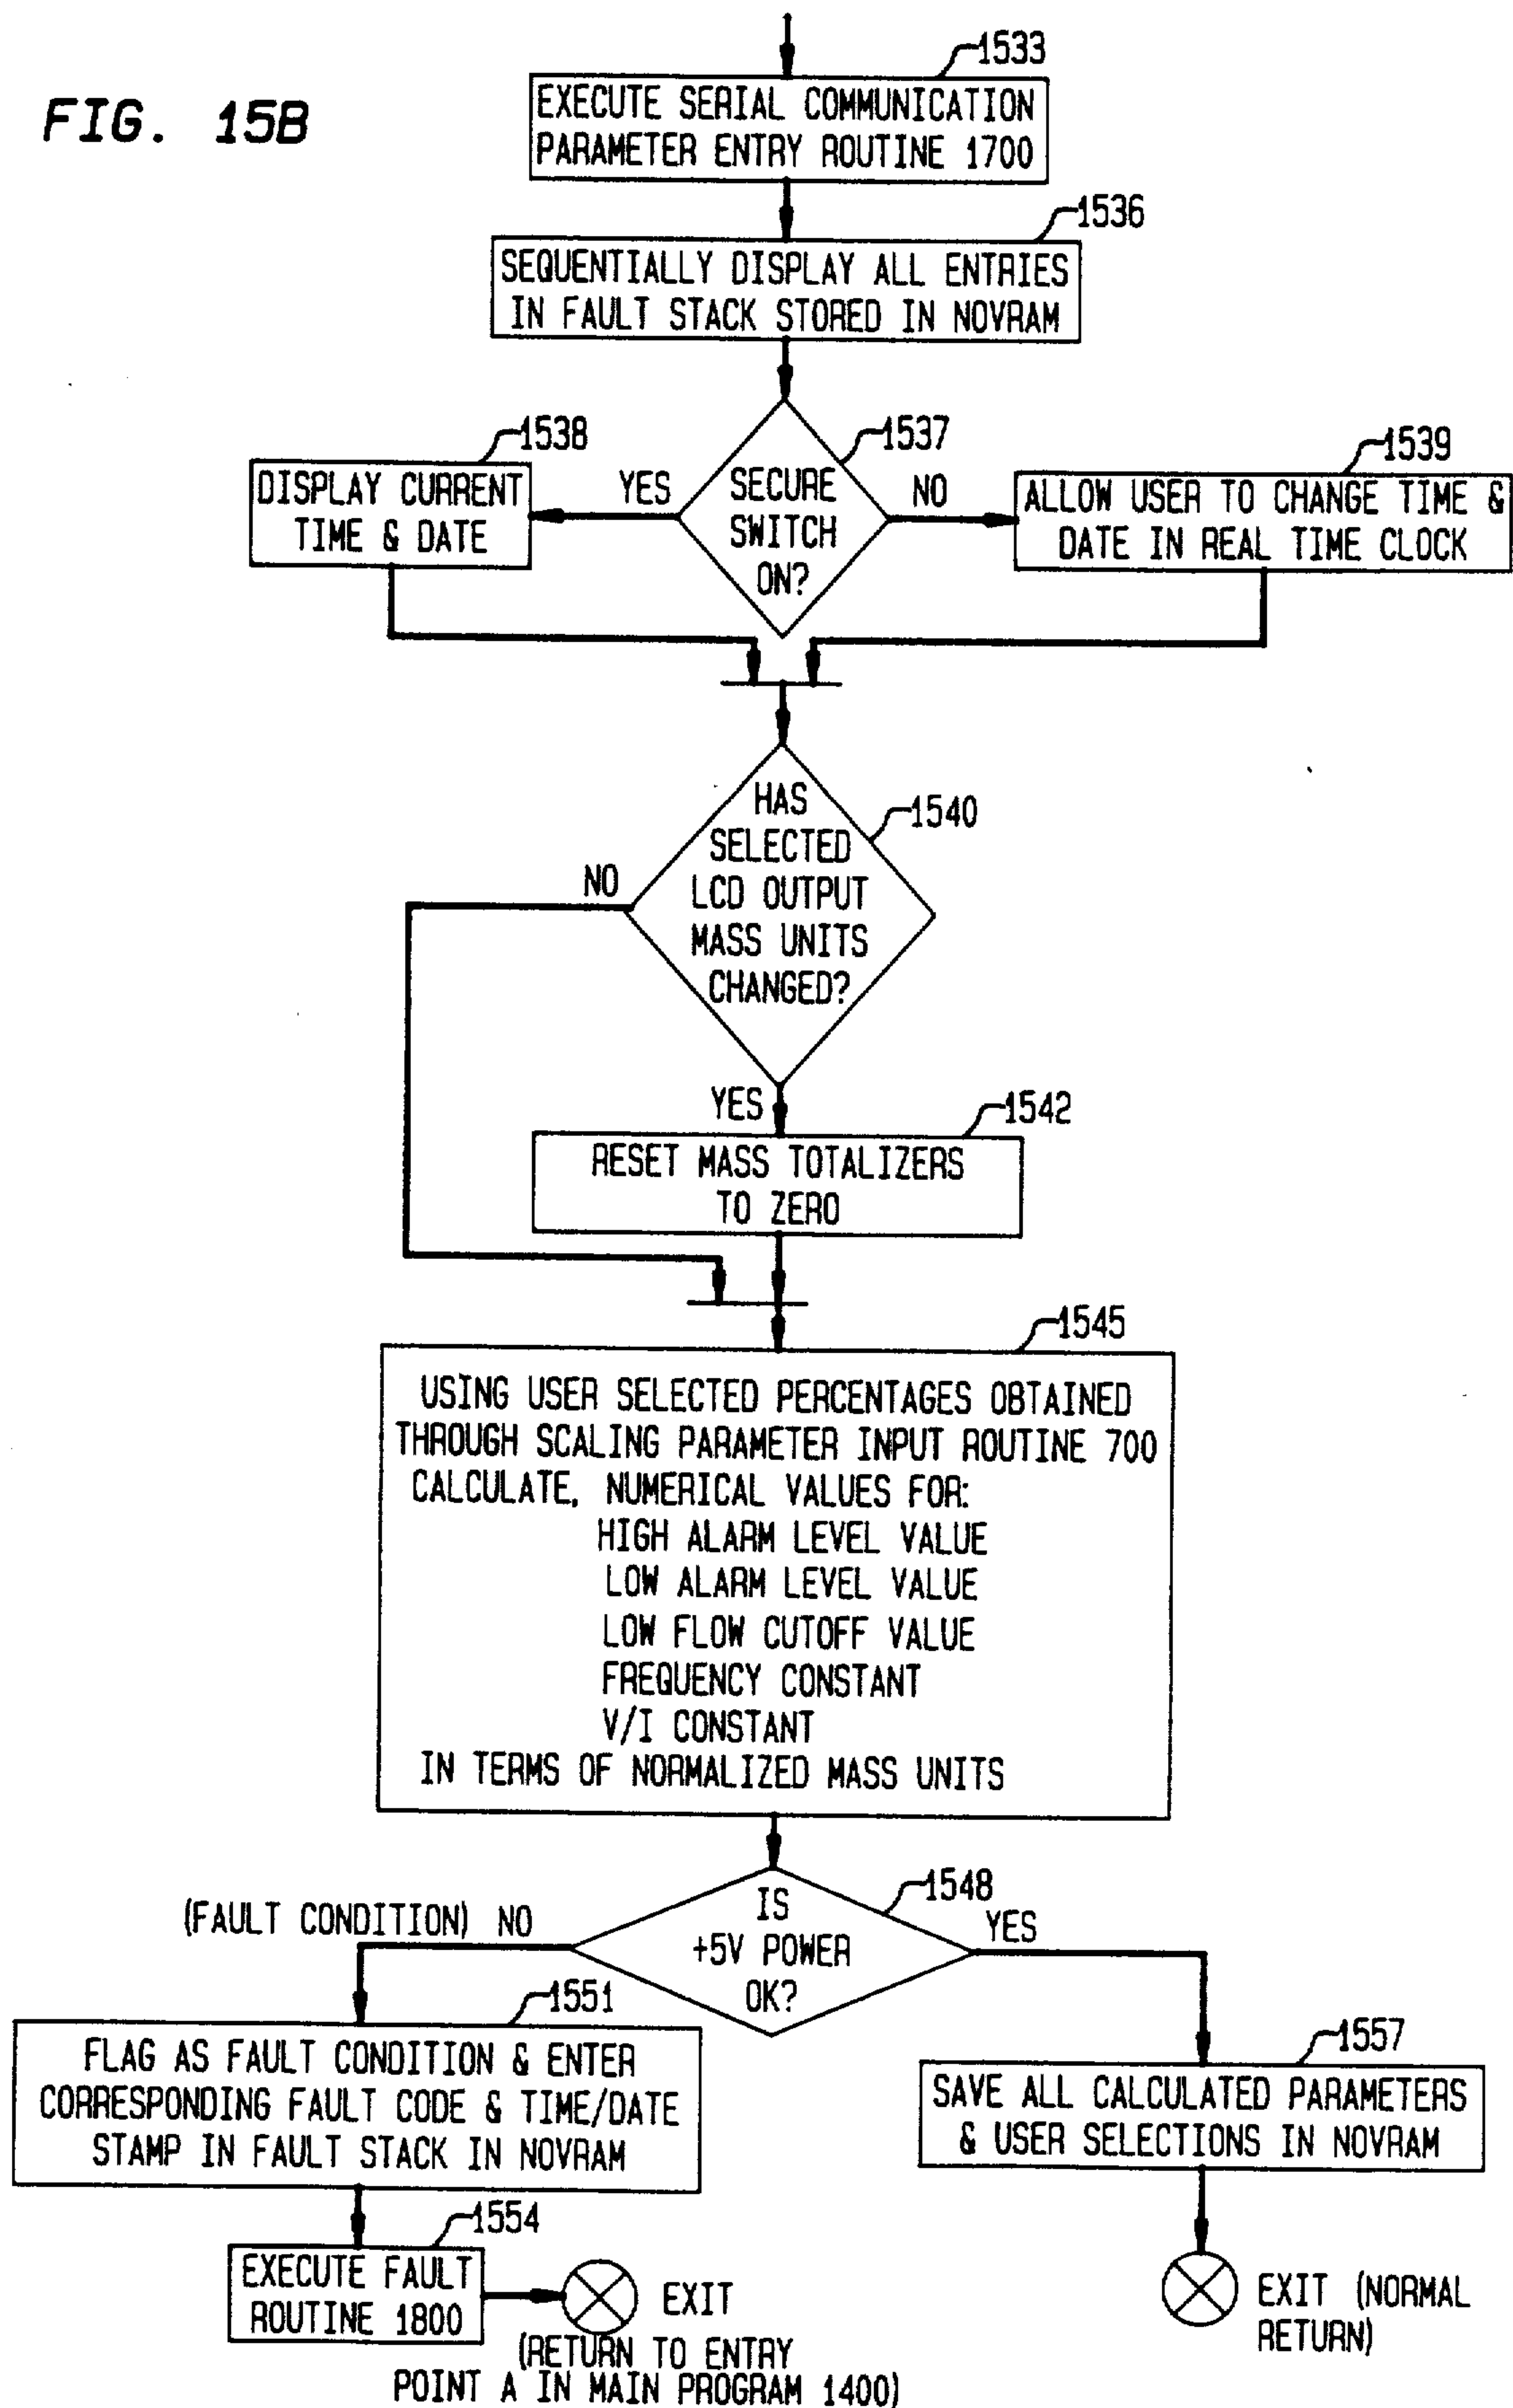 FIG. 15B
1533
EXECUTE SERIAL COMMUNICATION
PARAMETER ENTRY ROUTINE 1700
1536
SEQUENTIALLY DISPLAY ALL ENTRIES
IN FAULT STACK STORED IN NOVRAM
1538
DISPLAY CURRENT
TIME & DATE
YES
1537
SECURE
SWITCH
ON?
NO
1539
ALLOW USER TO CHANGE TIME &
DATE IN REAL TIME CLOCK
1540
HAS
SELECTED
LCD OUTPUT
MASS UNITS
CHANGED?
NO
YES
1542
RESET MASS TOTALIZERS
TO ZERO
1545
USING USER SELECTED PERCENTAGES OBTAINED
THROUGH SCALING PARAMETER INPUT ROUTINE 700
CALCULATE, NUMERICAL VALUES FOR:
HIGH ALARM LEVEL VALUE
LOW ALARM LEVEL VALUE
LOW FLOW CUTOFF VALUE
FREQUENCY CONSTANT
V/I CONSTANT
IN TERMS OF NORMALIZED MASS UNITS
1548
IS
+5V POWER
OK?
(FAULT CONDITION) NO
YES
1551
FLAG AS FAULT CONDITION & ENTER
CORRESPONDING FAULT CODE & TIME/DATE
STAMP IN FAULT STACK IN NOVRAM
1557
SAVE ALL CALCULATED PARAMETERS
& USER SELECTIONS IN NOVRAM
1554
EXECUTE FAULT
ROUTINE 1800
EXIT
(RETURN TO ENTRY
POINT A IN MAIN PROGRAM 1400)
EXIT (NORMAL
RETURN)